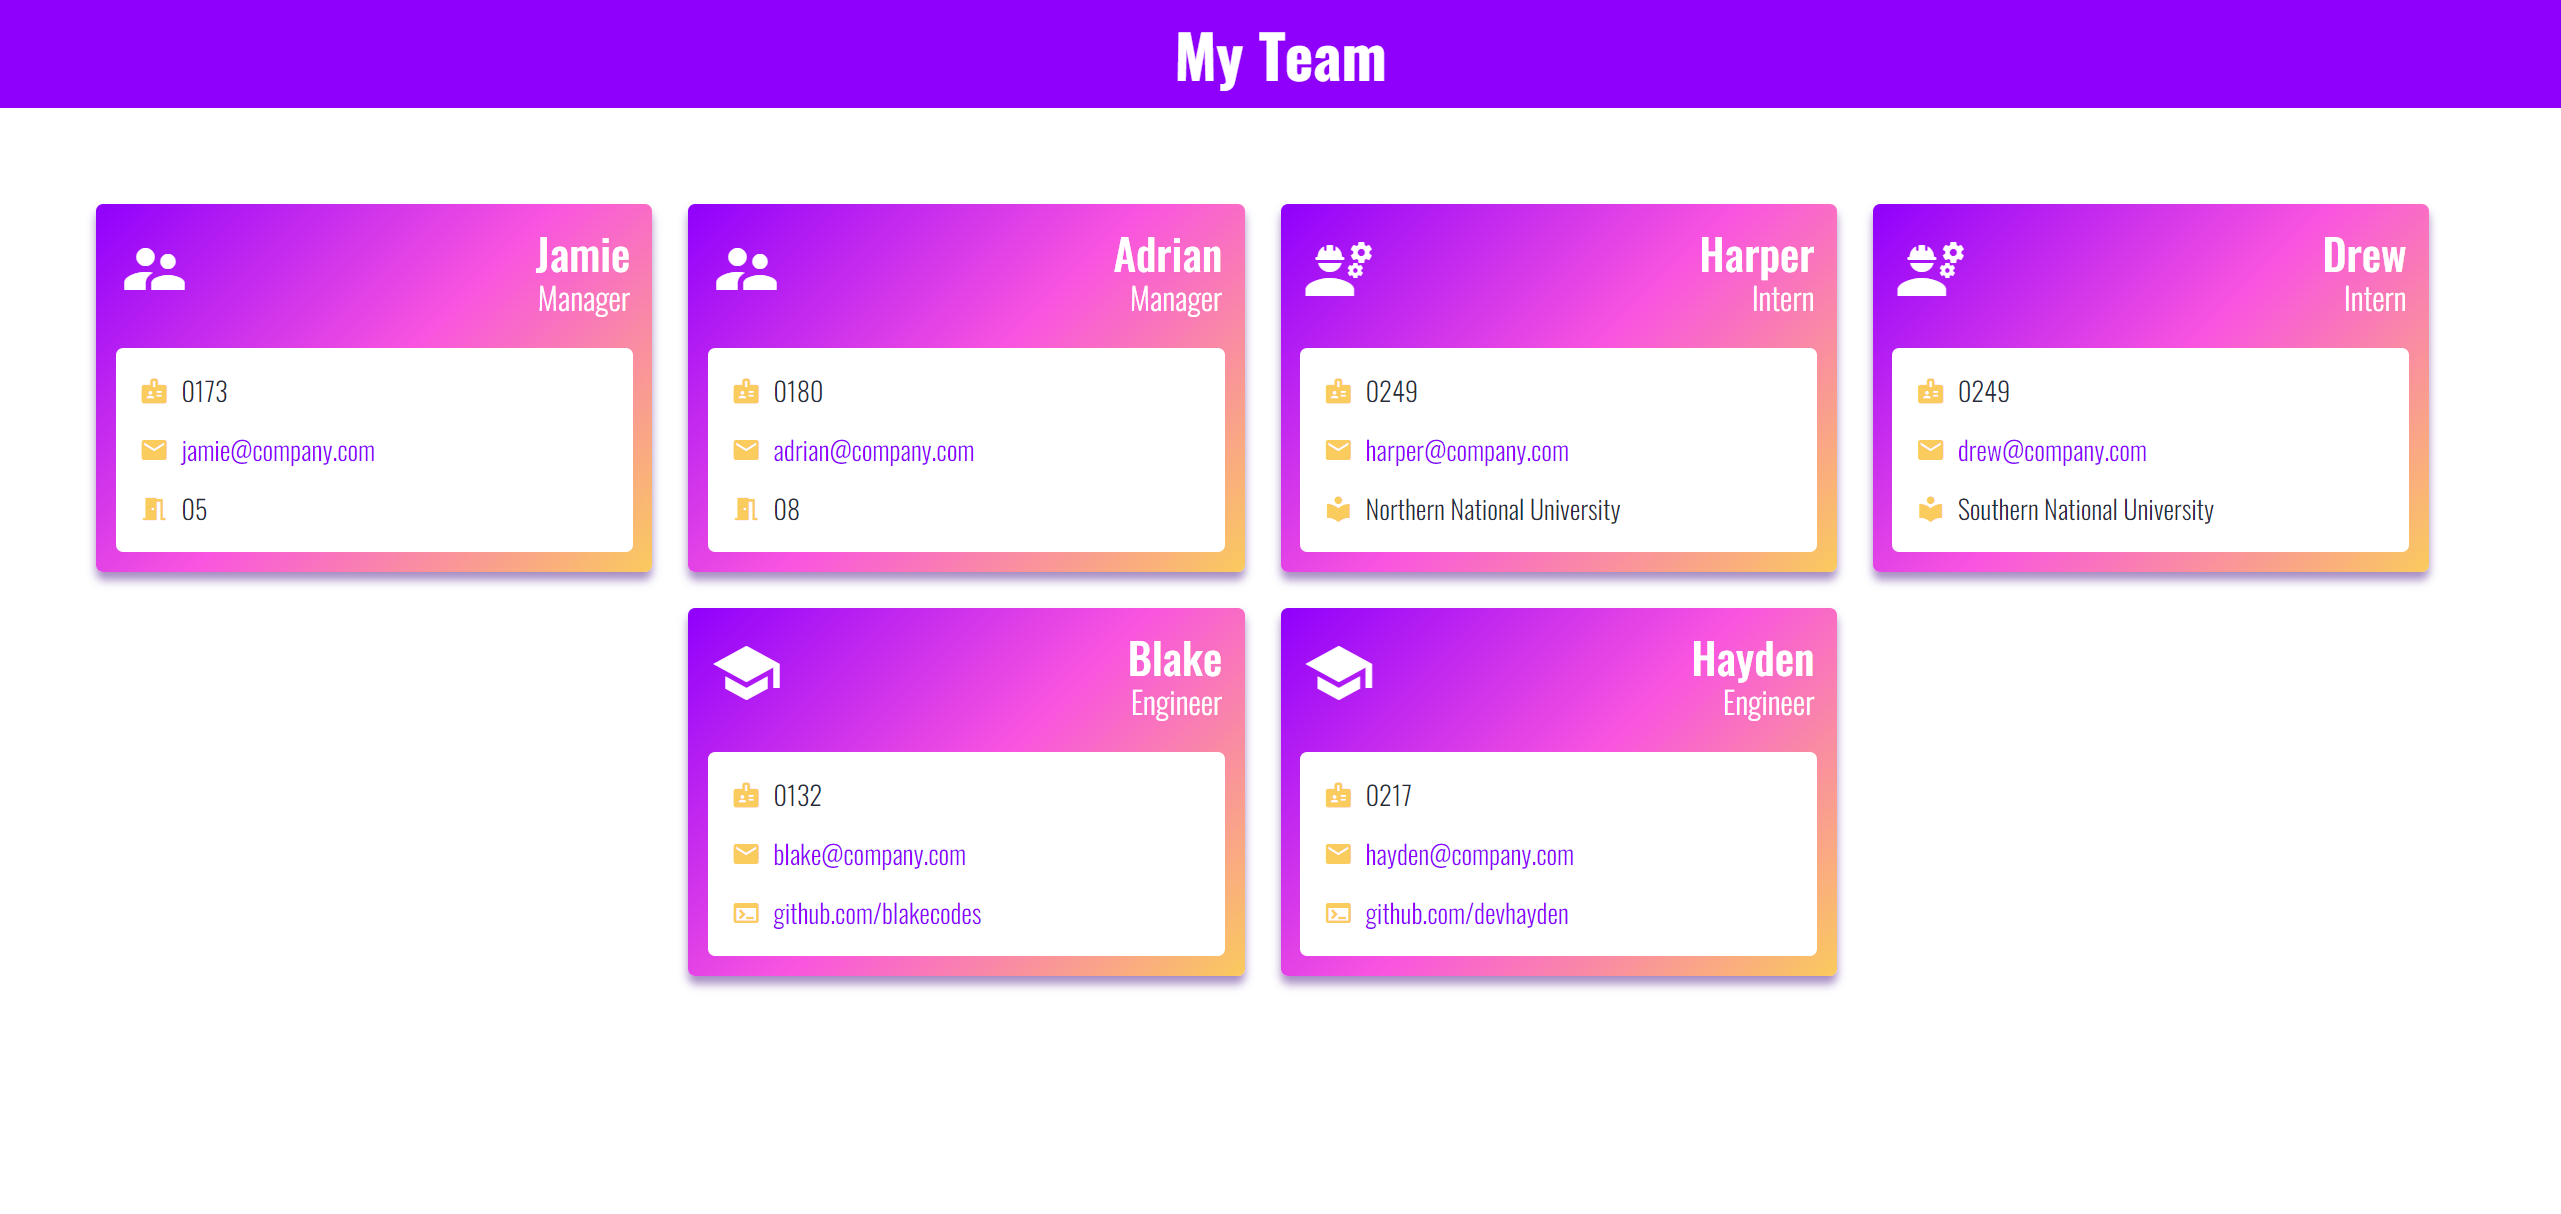 My Team
Jamie
Manager
0173
jamie@company.com
05
Adrian
Manager
0180
adrian@company.com
08
Harper
Intern
0249
harper@company.com
Northern National University
Drew
Intern
0249
drew@company.com
Southern National University
Blake
Engineer
0132
blake@company.com
github.com/blakecodes
Hayden
Engineer
0217
hayden@company.com
github.com/devhayden